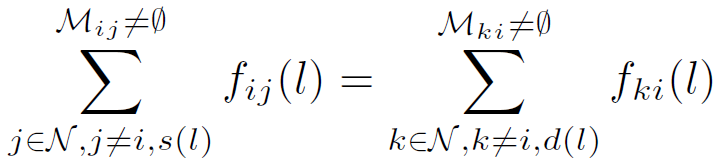 \sum_{j \in \mathcal{N}, j \neq i, s(l)}^{\mathcal{M}_{ij} \neq \emptyset} f_{ij}(l) = \sum_{k \in \mathcal{N}, k \neq i, d(l)}^{\mathcal{M}_{ki} \neq \emptyset} f_{ki}(l)